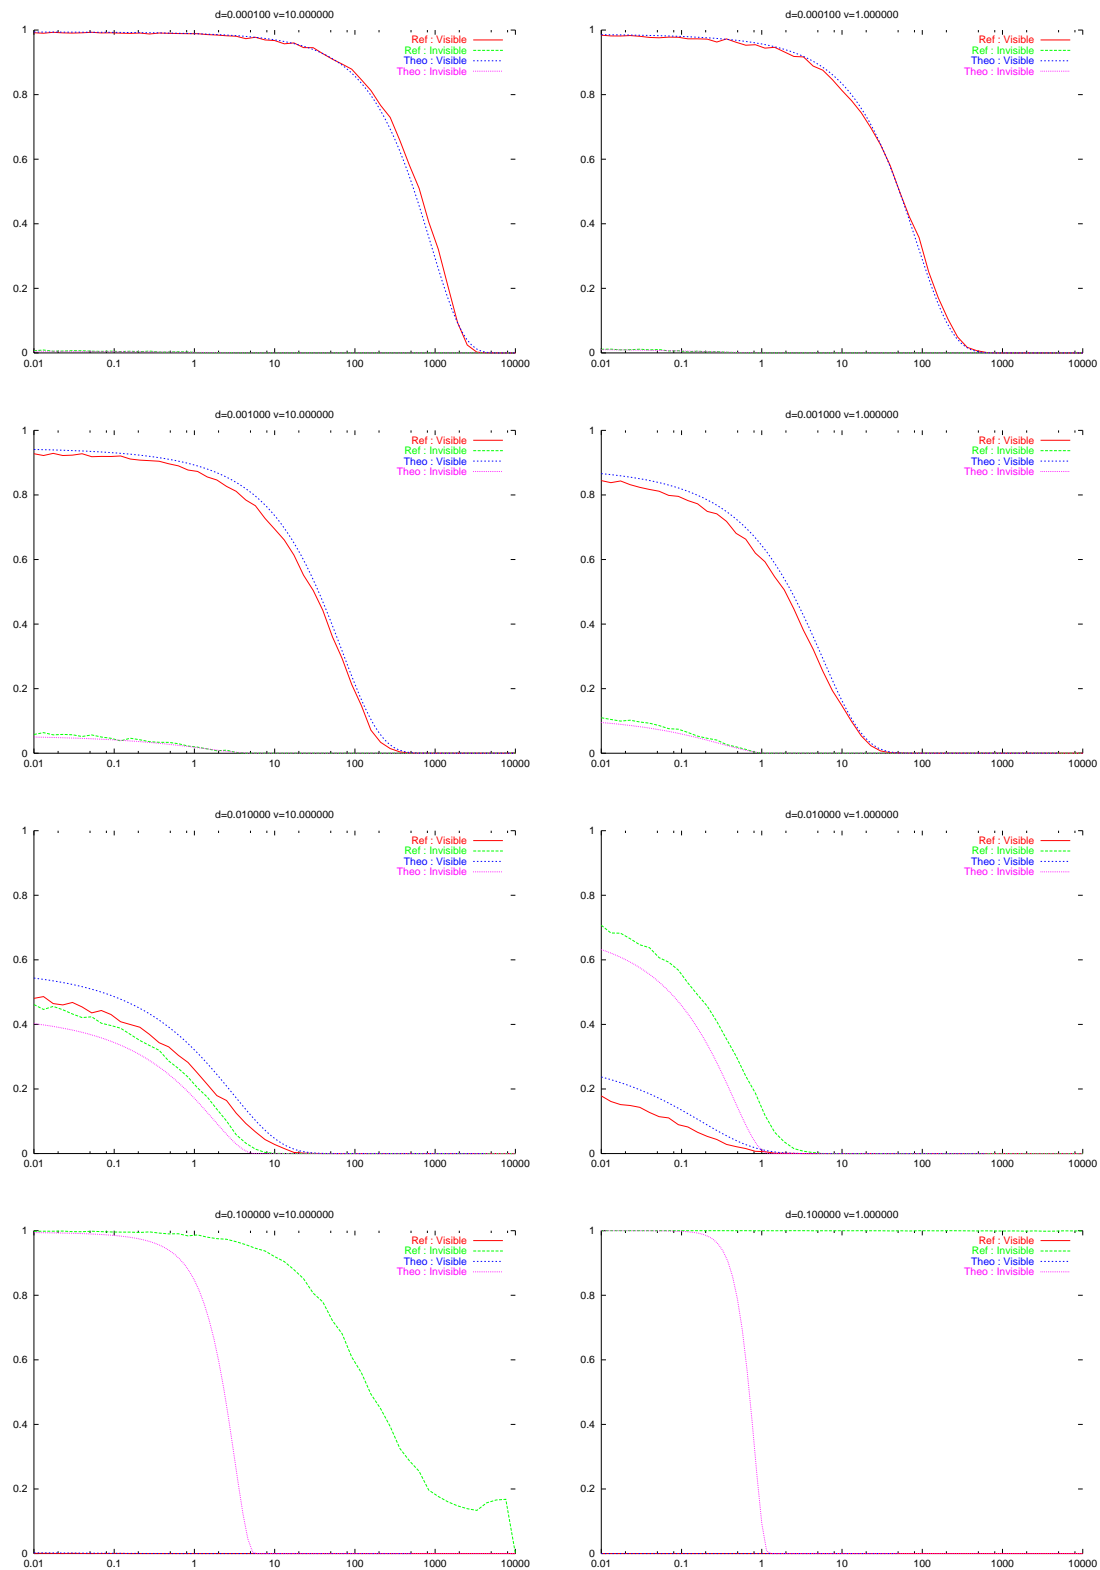 d=0.000100 v=10.000000
1
0.8
0.6
0.4
0.2
0
0.01 0.1 1 10 100 1000 10000
Ref : Visible
Ref : Invisible
Theo : Visible
Theo : Invisible
d=0.000100 v=1.000000
1
0.8
0.6
0.4
0.2
0
0.01 0.1 1 10 100 1000 10000
Ref : Visible
Ref : Invisible
Theo : Visible
Theo : Invisible
d=0.001000 v=10.000000
1
0.8
0.6
0.4
0.2
0
0.01 0.1 1 10 100 1000 10000
Ref : Visible
Ref : Invisible
Theo : Visible
Theo : Invisible
d=0.001000 v=1.000000
1
0.8
0.6
0.4
0.2
0
0.01 0.1 1 10 100 1000 10000
Ref : Visible
Ref : Invisible
Theo : Visible
Theo : Invisible
d=0.010000 v=10.000000
1
0.8
0.6
0.4
0.2
0
0.01 0.1 1 10 100 1000 10000
Ref : Visible
Ref : Invisible
Theo : Visible
Theo : Invisible
d=0.010000 v=1.000000
1
0.8
0.6
0.4
0.2
0
0.01 0.1 1 10 100 1000 10000
Ref : Visible
Ref : Invisible
Theo : Visible
Theo : Invisible
d=0.100000 v=10.000000
1
0.8
0.6
0.4
0.2
0
0.01 0.1 1 10 100 1000 10000
Ref : Visible
Ref : Invisible
Theo : Visible
Theo : Invisible
d=0.100000 v=1.000000
1
0.8
0.6
0.4
0.2
0
0.01 0.1 1 10 100 1000 10000
Ref : Visible
Ref : Invisible
Theo : Visible
Theo : Invisible